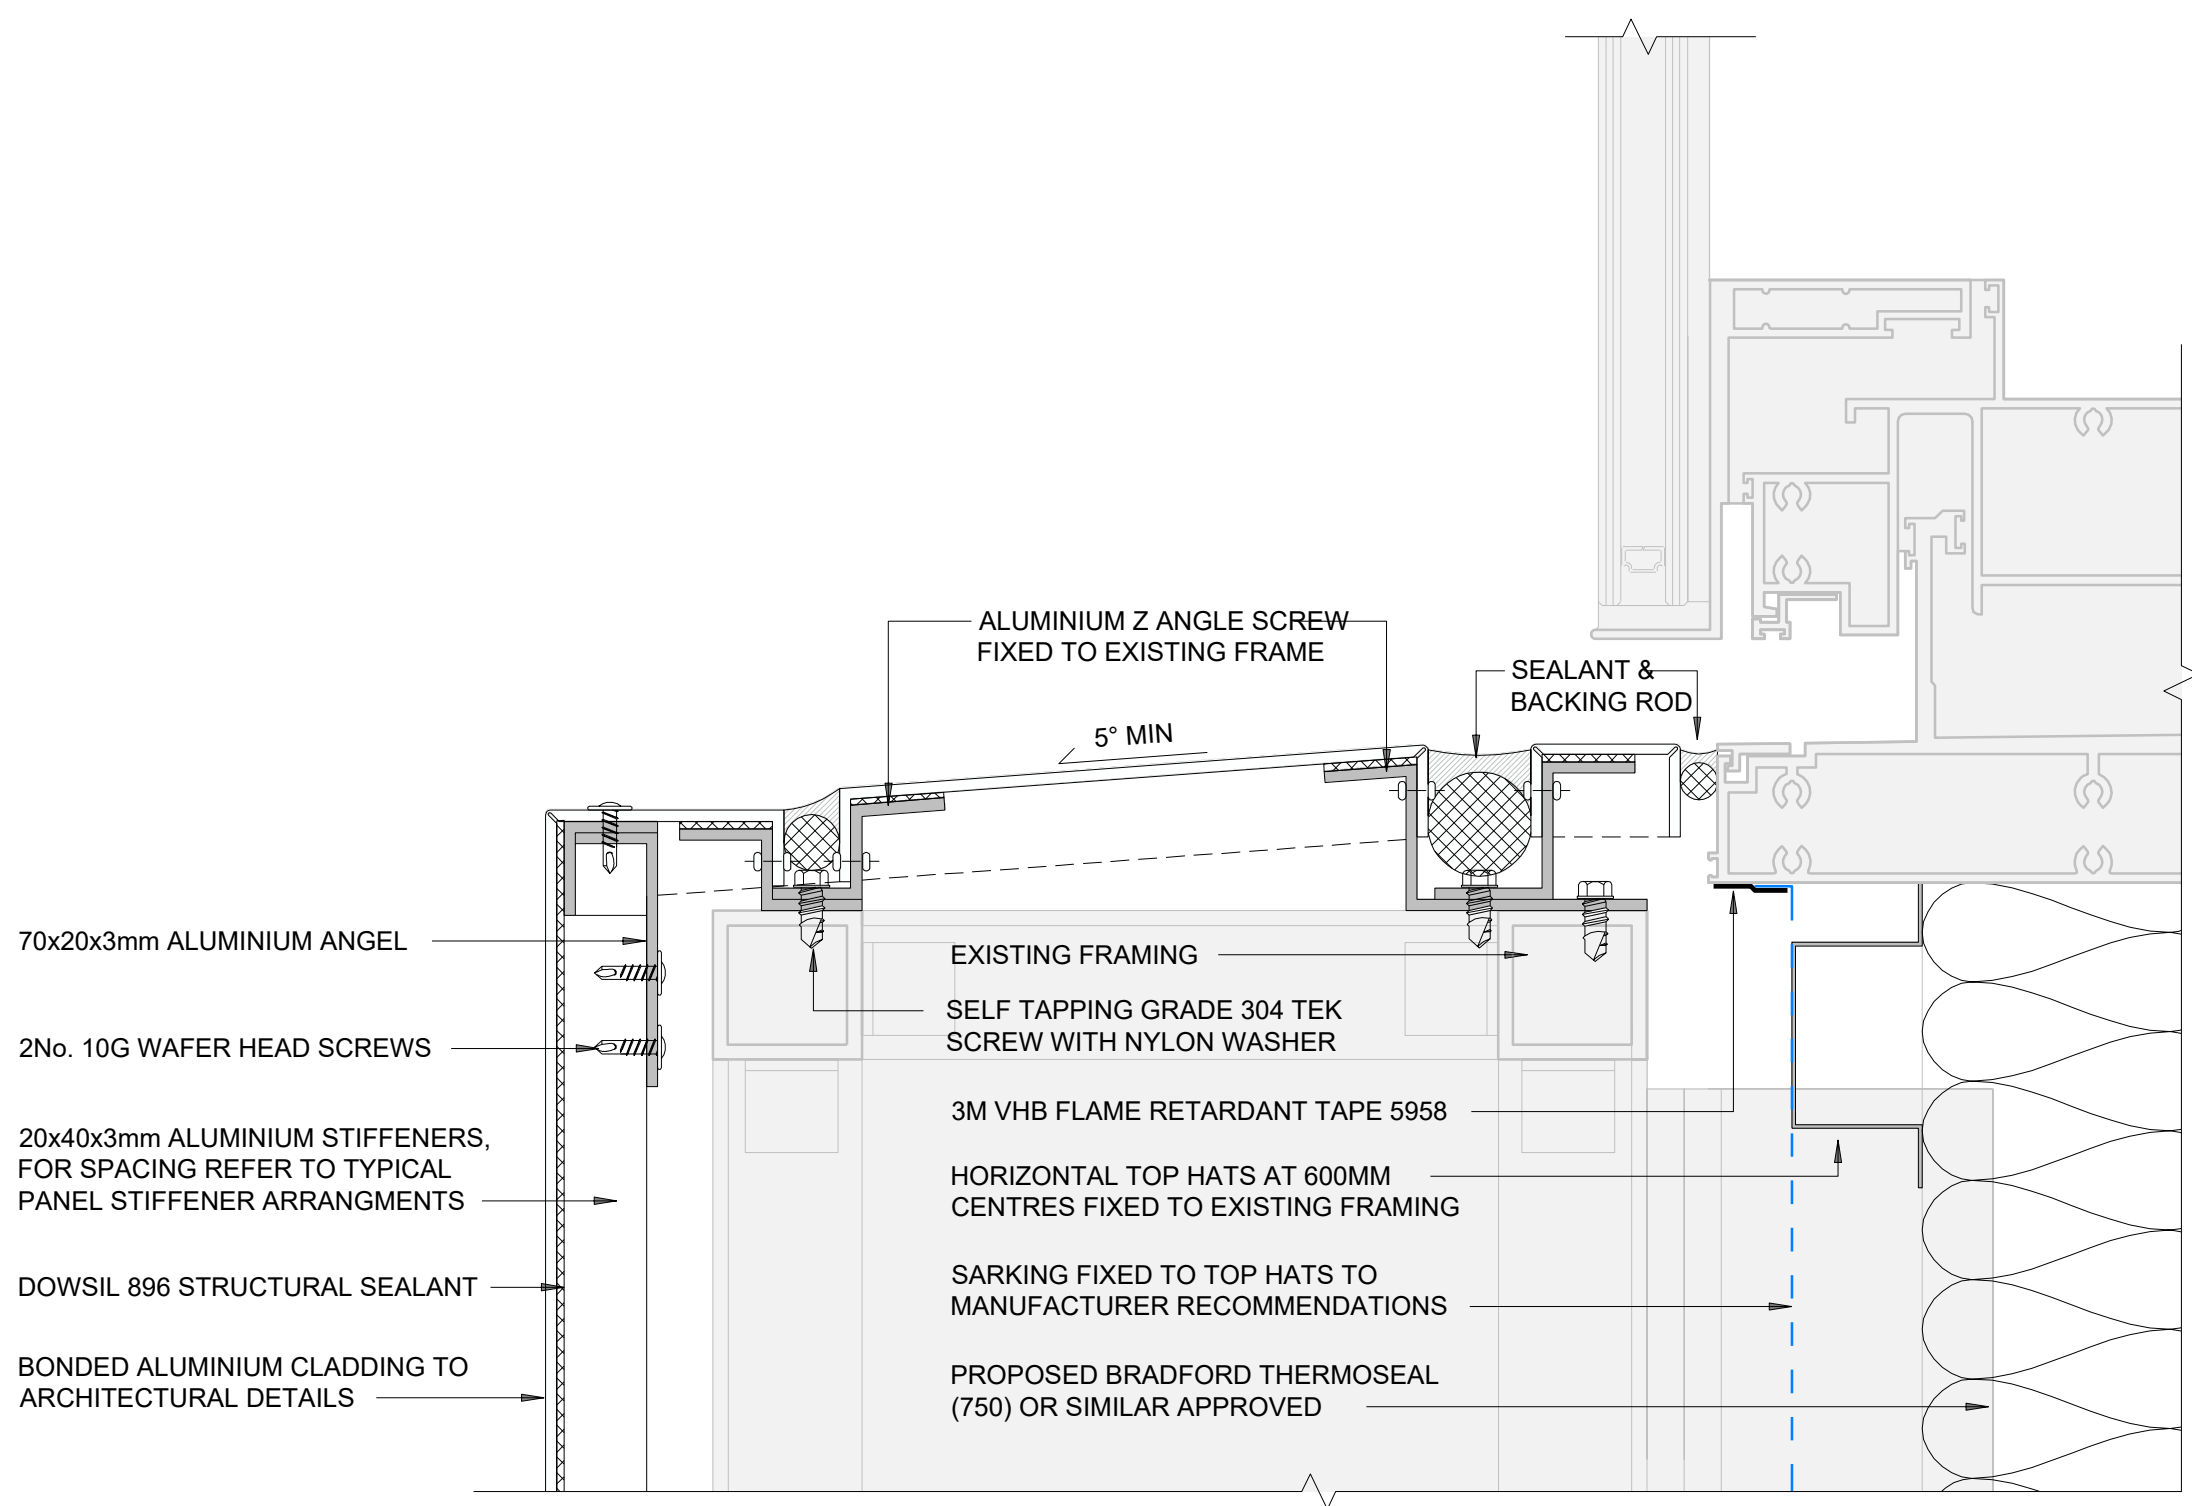 ALUMINIUM Z ANGLE SCREW
FIXED TO EXISTING FRAME
SEALANT &
BACKING ROD
5° MIN
70x20x3mm ALUMINIUM ANGEL
2No. 10G WAFER HEAD SCREWS
20x40x3mm ALUMINIUM STIFFENERS,
FOR SPACING REFER TO TYPICAL
PANEL STIFFENER ARRANGMENTS
DOWSIL 896 STRUCTURAL SEALANT
BONDED ALUMINIUM CLADDING TO
ARCHITECTURAL DETAILS
EXISTING FRAMING
SELF TAPPING GRADE 304 TEK
SCREW WITH NYLON WASHER
3M VHB FLAME RETARDANT TAPE 5958
HORIZONTAL TOP HATS AT 600MM
CENTRES FIXED TO EXISTING FRAMING
SARKING FIXED TO TOP HATS TO
MANUFACTURER RECOMMENDATIONS
PROPOSED BRADFORD THERMOSEAL
(750) OR SIMILAR APPROVED